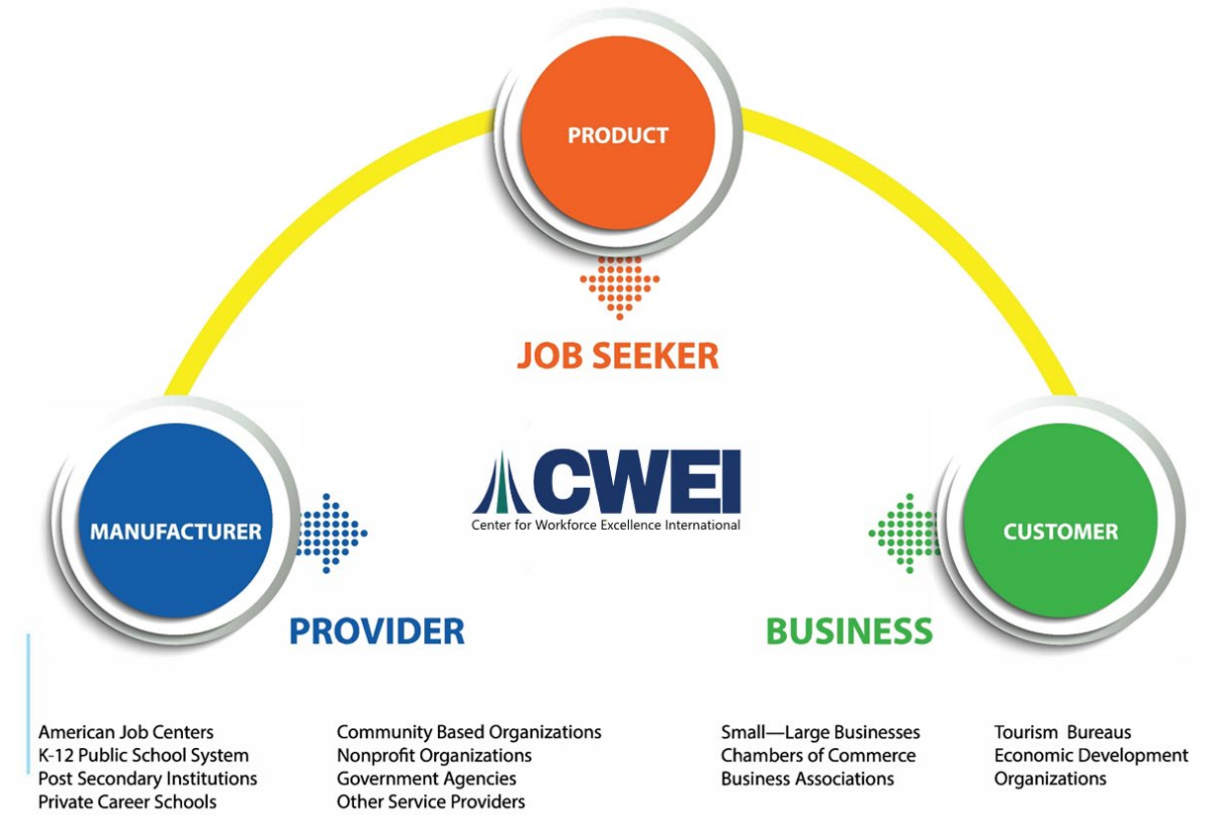 PRODUCT
JOB SEEKER
CWEI
Center for Workforce Excellence International
MANUFACTURER
CUSTOMER
PROVIDER
BUSINESS
American Job Centers
K-12 Public School System
Post Secondary Institutions
Private Career Schools
Community Based Organizations
Nonprofit Organizations
Government Agencies
Other Service Providers
Small—Large Businesses
Chambers of Commerce
Business Associations
Tourism Bureaus
Economic Development
Organizations